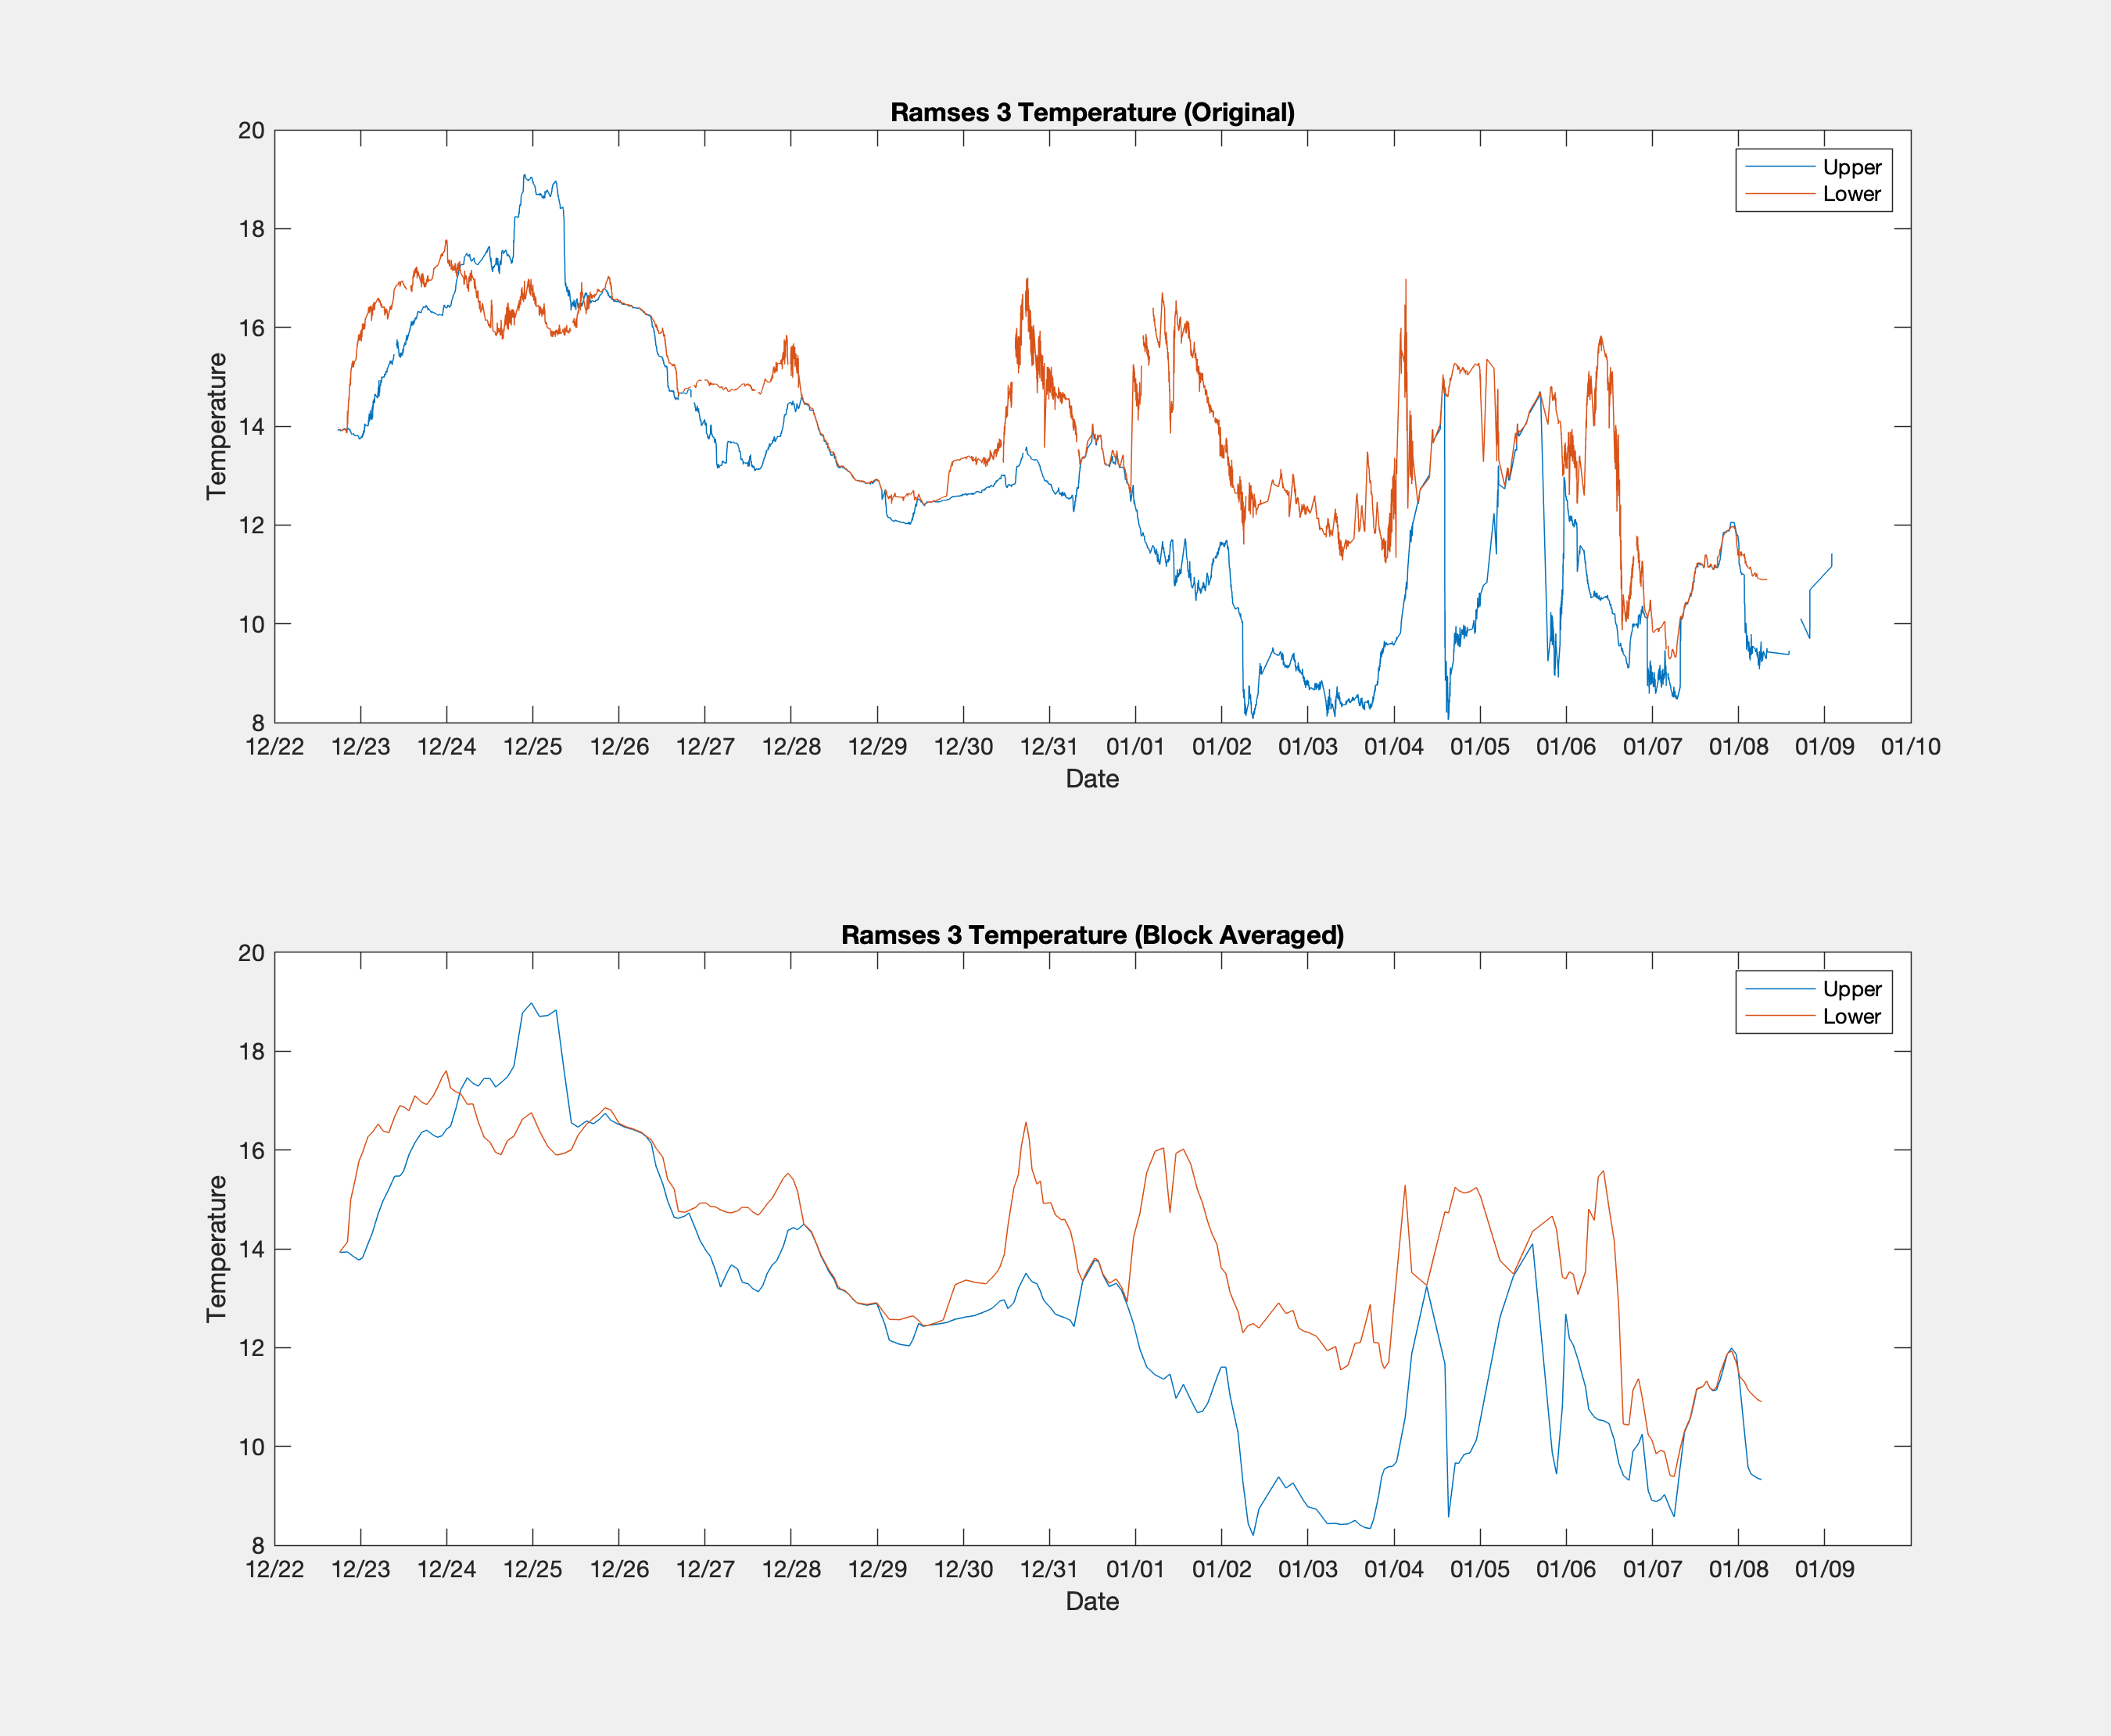 Ramses 3 Temperature (Original)
Upper
Lower
20
18
16
14
12
10
8
Temperature
12/22 12/23 12/24 12/25 12/26 12/27 12/28 12/29 12/30 12/31 01/01 01/02 01/03 01/04 01/05 01/06 01/07 01/08 01/09 01/10
Date
Ramses 3 Temperature (Block Averaged)
Upper
Lower
20
18
16
14
12
10
8
Temperature
12/22 12/23 12/24 12/25 12/26 12/27 12/28 12/29 12/30 12/31 01/01 01/02 01/03 01/04 01/05 01/06 01/07 01/08 01/09
Date